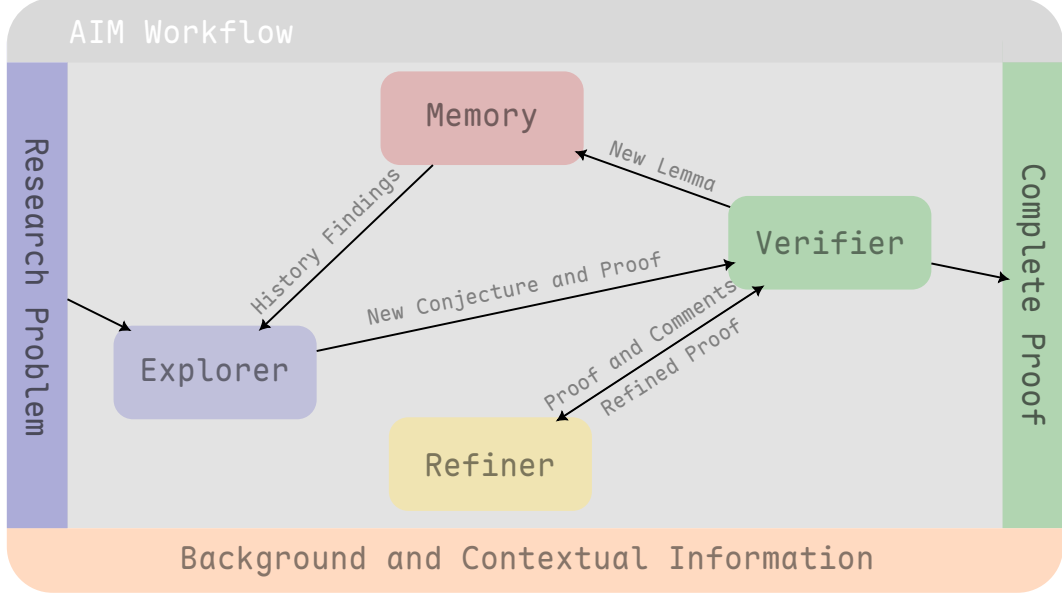 AIM Workflow
Research Problem
Memory
New Lemma
History Findings
Verifier
New Conjecture and Proof
Explorer
Proof and Comments
Refined Proof
Refiner
Complete Proof
Background and Contextual Information